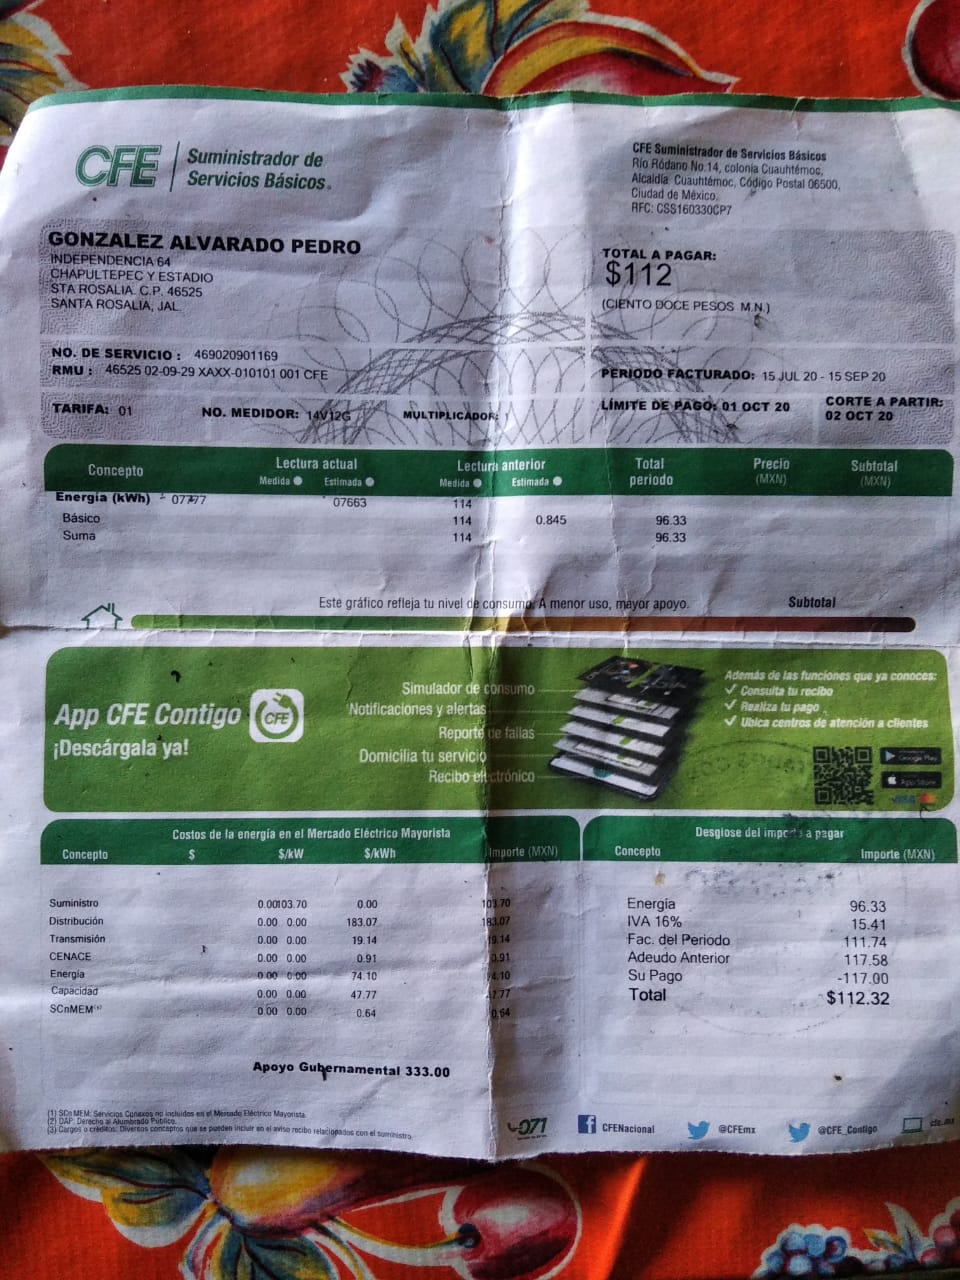 CFE Suministrador de
Servicios Básicos
CFE Suministrador de Servicios Básicos
Río Ródano No.14, colonia Cuauhtémoc,
Alcaldía Cuauhtémoc, Código Postal 06500,
Ciudad de México.
RFC: CSS160330CP7
GONZALEZ ALVARADO PEDRO
INDEPENDENCIA 64
CHAPULTEPEC Y ESTADIO
STA ROSALIA. C.P. 46525
SANTA ROSALIA, JAL.
TOTAL A PAGAR:
$112
(CIENTO DOCE PESOS M.N.)
NO. DE SERVICIO : 469020901169
RMU : 46525 02-09-29 XAXX-010101 001 CFE
PERIODO FACTURADO: 15 JUL 20 - 15 SEP 20
TARIFA: 01 NO. MEDIDOR: 14V12G MULTIPLICADOR: 1
LÍMITE DE PAGO: 01 OCT 20
CORTE A PARTIR:
02 OCT 20
Concepto Lectura actual Lectura anterior Total periodo Precio (MXN) Subtotal (MXN)
Medida Estimada Medida Estimada
Energía (kWh) 07777 07663 114
Básico 114 0.845 96.33
Suma 114 96.33
Este gráfico refleja tu nivel de consumo. A menor uso, mayor apoyo. Subtotal
App CFE Contigo CFE
¡Descárgala ya!
Simulador de consumo
Notificaciones y alertas
Reporte de fallas
Domicilia tu servicio
Recibo electrónico
Además de las funciones que ya conoces:
✓ Consulta tu recibo
✓ Realiza tu pago
✓ Ubica centros de atención a clientes
Google Play
App Store
VISA
Costos de la energía en el Mercado Eléctrico Mayorista
Concepto $ $/kW $/kWh Importe (MXN)
Suministro 0.00103.70 0.00 103.70
Distribución 0.00 0.00 183.07 183.07
Transmisión 0.00 0.00 19.14 19.14
CENACE 0.00 0.00 0.91 0.91
Energía 0.00 0.00 74.10 74.10
Capacidad 0.00 0.00 47.77 47.77
SCnMEM(1) 0.00 0.00 0.64 0.64
Apoyo Gubernamental 333.00
Desglose del importe a pagar
Concepto Importe (MXN)
Energía 96.33
IVA 16% 15.41
Fac. del Periodo 111.74
Adeudo Anterior 117.58
Su Pago -117.00
Total $112.32
(1) SCnMEM: Servicios Conexos no incluidos en el Mercado Eléctrico Mayorista.
(2) DAP: Derecho al Alumbrado Público.
(3) Cargos o créditos: Diversos conceptos que se pueden incluir en el aviso recibo relacionados con el suministro.
071
CFENacional
@CFEmx
@CFE_Contigo
cfe.mx